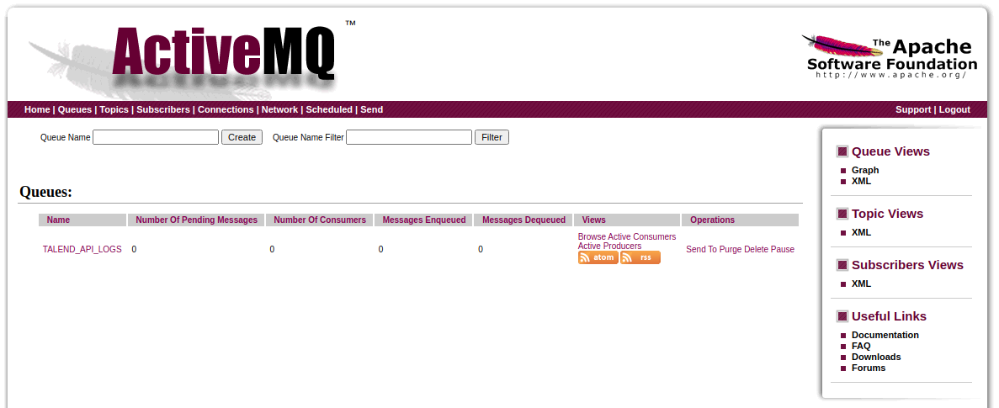 ActiveMQ ™
The Apache
Software Foundation
http://www.apache.org/
Home | Queues | Topics | Subscribers | Connections | Network | Scheduled | Send
Support | Logout
Queue Name Create Queue Name Filter Filter
Queues:
Name Number Of Pending Messages Number Of Consumers Messages Enqueued Messages Dequeued Views Operations
TALEND_API_LOGS 0 0 0 0 Browse Active Consumers
Active Producers
atom rss
Send To Purge Delete Pause
Queue Views
Graph
XML
Topic Views
XML
Subscribers Views
XML
Useful Links
Documentation
FAQ
Downloads
Forums